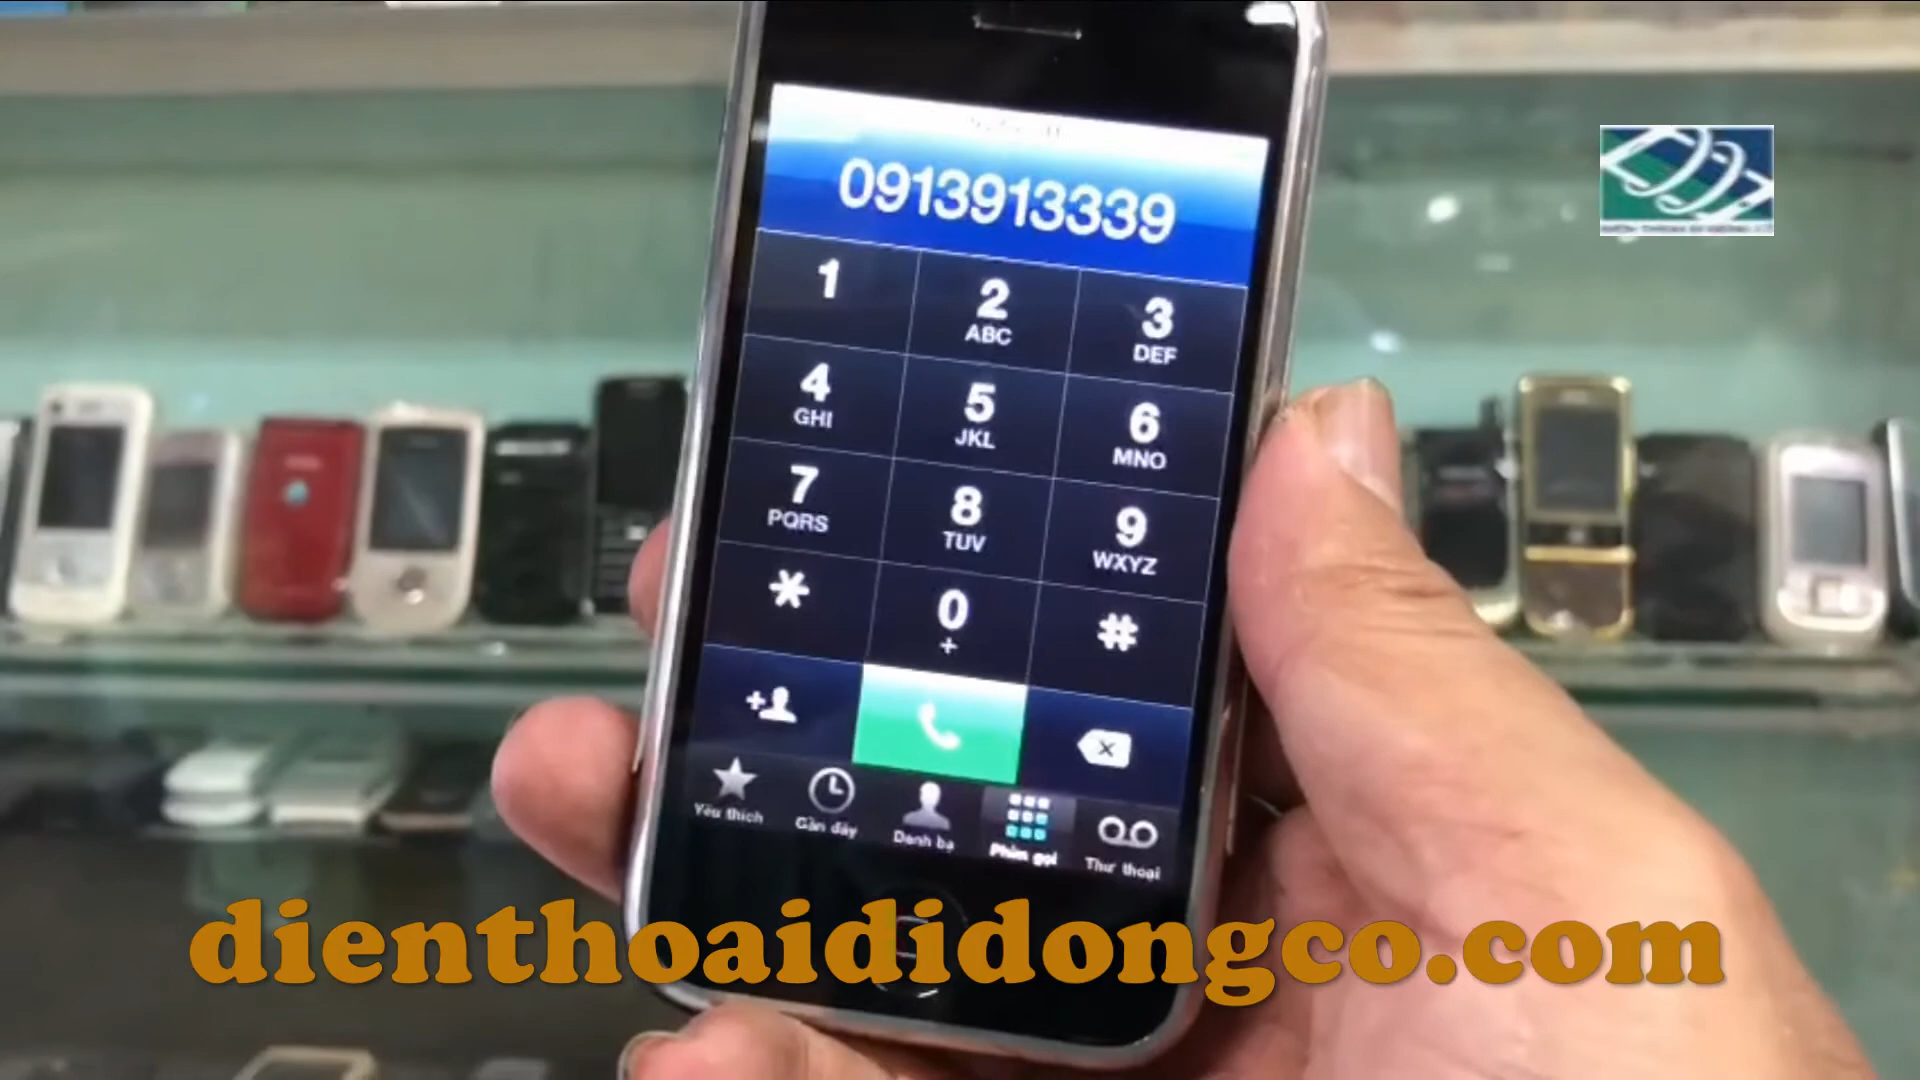 0913913339
1
2
ABC
3
DEF
4
GHI
5
JKL
6
MNO
7
PQRS
8
TUV
9
WXYZ
*
0
+
#
Yêu thích
Gần đây
Danh bạ
Phím gọi
Thư thoại
dienthoaididongco.com